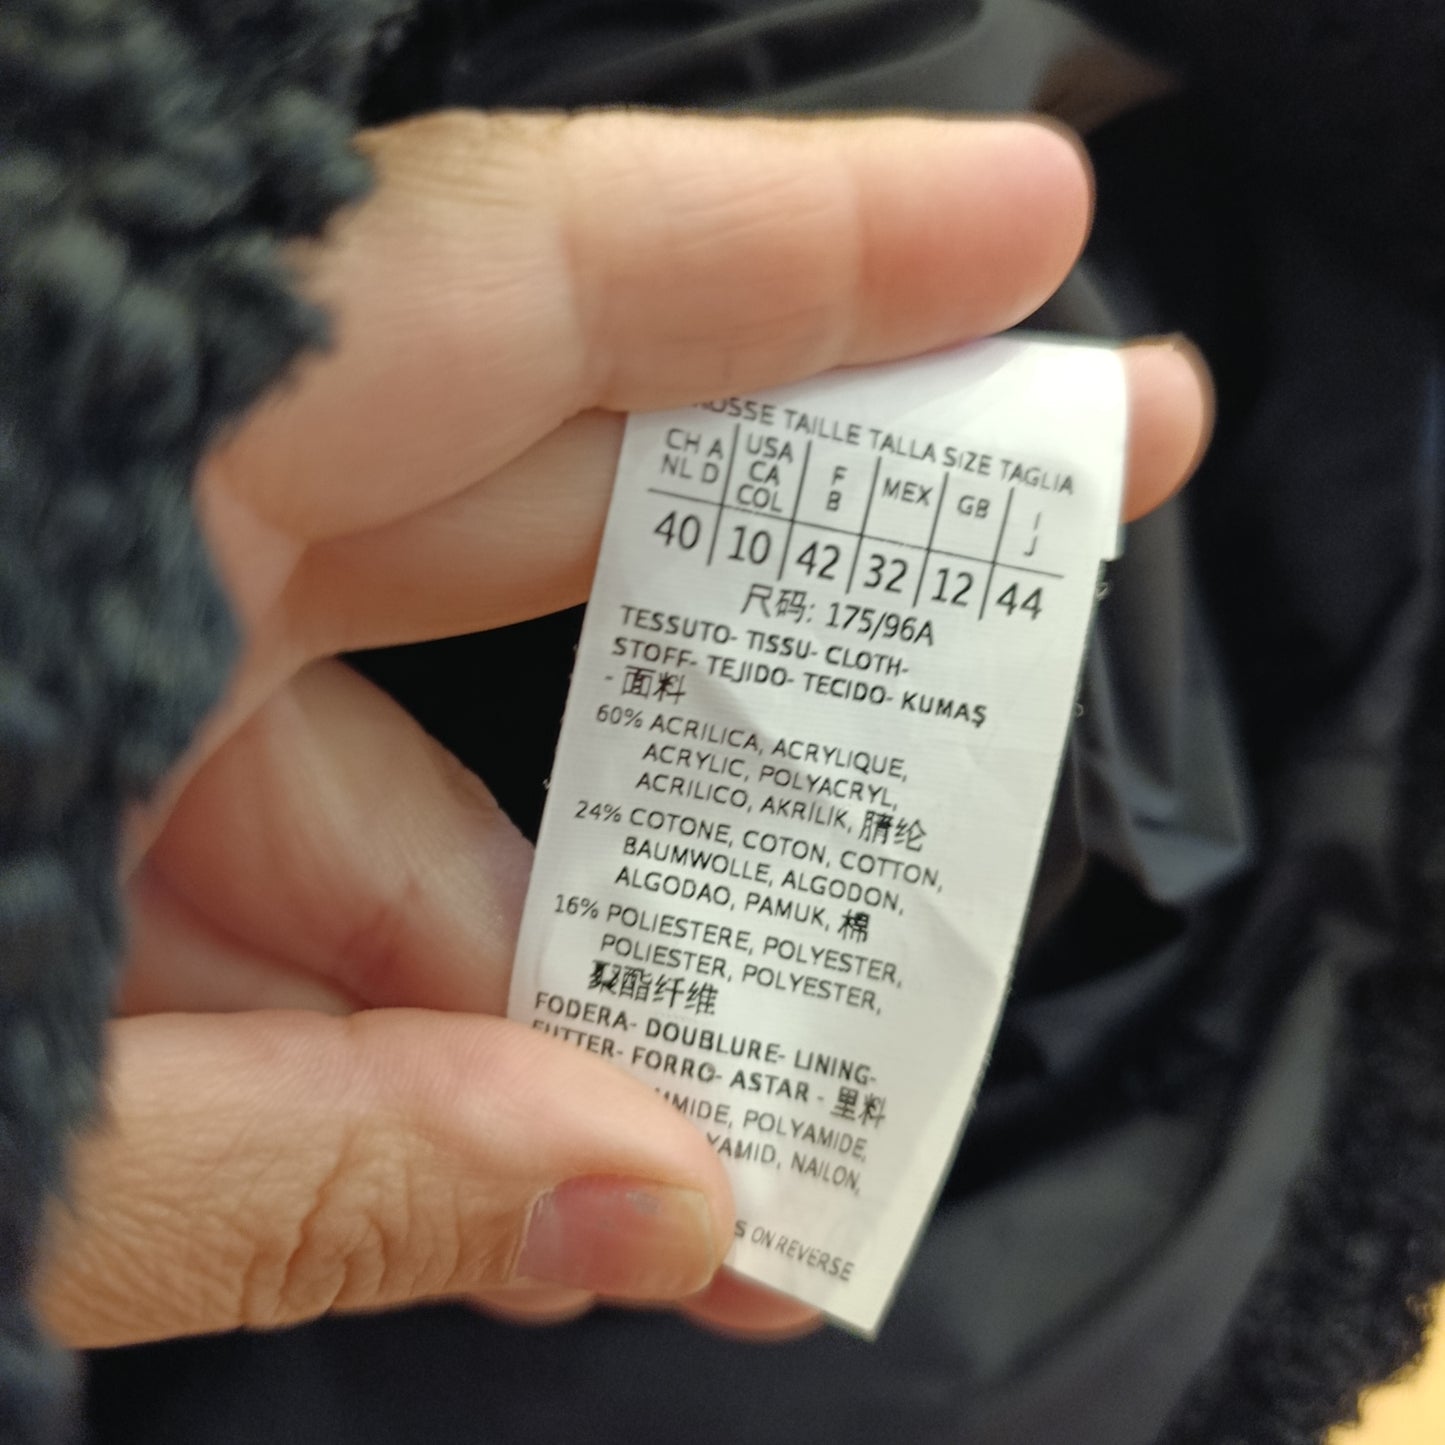 TAILLE TALLA SIZE TAGLIA
CH A NL D | USA CA COL | F B | MEX | GB | I J
40 | 10 | 42 | 32 | 12 | 44
尺码: 175/96A
TESSUTO- TISSU- CLOTH-
STOFF- TEJIDO- TECIDO- KUMAŞ
- 面料
60% ACRILICA, ACRYLIQUE,
ACRYLIC, POLYACRYL,
ACRILICO, AKRİLİK, 腈纶
24% COTONE, COTON, COTTON,
BAUMWOLLE, ALGODON,
ALGODAO, PAMUK, 棉
16% POLIESTERE, POLYESTER,
POLIESTER, POLYESTER,
聚酯纤维
FODERA- DOUBLURE- LINING-
FUTTER- FORRO- ASTAR - 里料
POLYAMIDE,
NAILON,
ON REVERSE